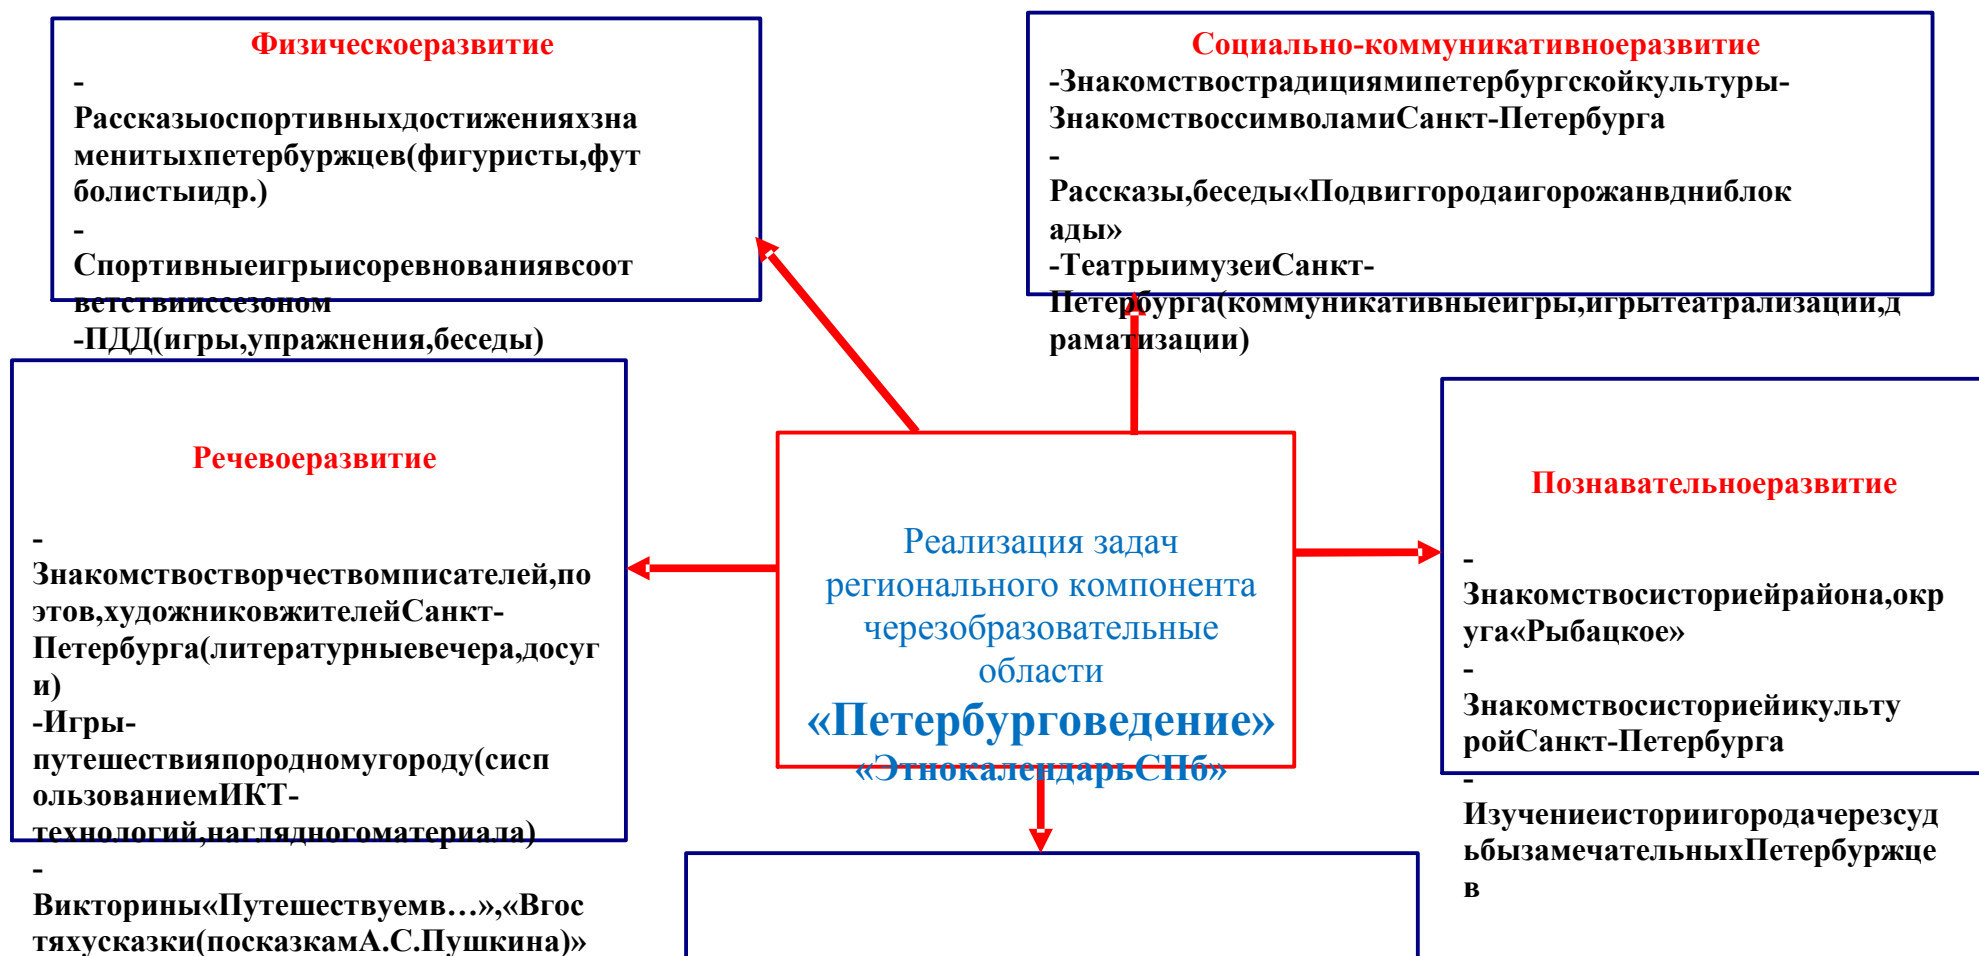 Физическоеразвитие
-
Рассказыоспортивныхдостиженияхзна
менитыхпетербуржцев(фигуристы,фут
болистыидр.)
-
Спортивныеигрыисоревнованиявсоот
ветствиисезоном
-ПДД(игры,упражнения,беседы)
Социально-коммуникативноеразвитие
-Знакомствострадициямипетербургскойкультуры-
ЗнакомствоссимволамиСанкт-Петербурга
-
Рассказы,беседы«Подвиггородаигорожанвдниблок
ады»
-ТеатрыимузеиСанкт-
Петербурга(коммуникативныеигры,игрытеатрализации,д
раматизации)
Речевоеразвитие
-
Знакомствостворчествомписателей,по
этов,художниковжителейСанкт-
Петербурга(литературныевечера,досуг
и)
-Игры-
путешествияпородномугороду(сисп
ользованиемИКТ-
технологий,наглядногоматериала)
-
Викторины«Путешествуемв...»,«Вгос
тяхусказки(посказкамА.С.Пушкина)»
Реализация задач
регионального компонента
черезобразовательные
области
«Петербурговедение»
«ЭтнокалендарьСПб»
Познавательноеразвитие
-
Знакомствосисториейрайона,окр
уга«Рыбацкое»
-
Знакомствосисториейикульту
ройСанкт-Петербурга
-
Изучениеисториигородачерезсуд
ьбызамечательныхПетербуржце
в